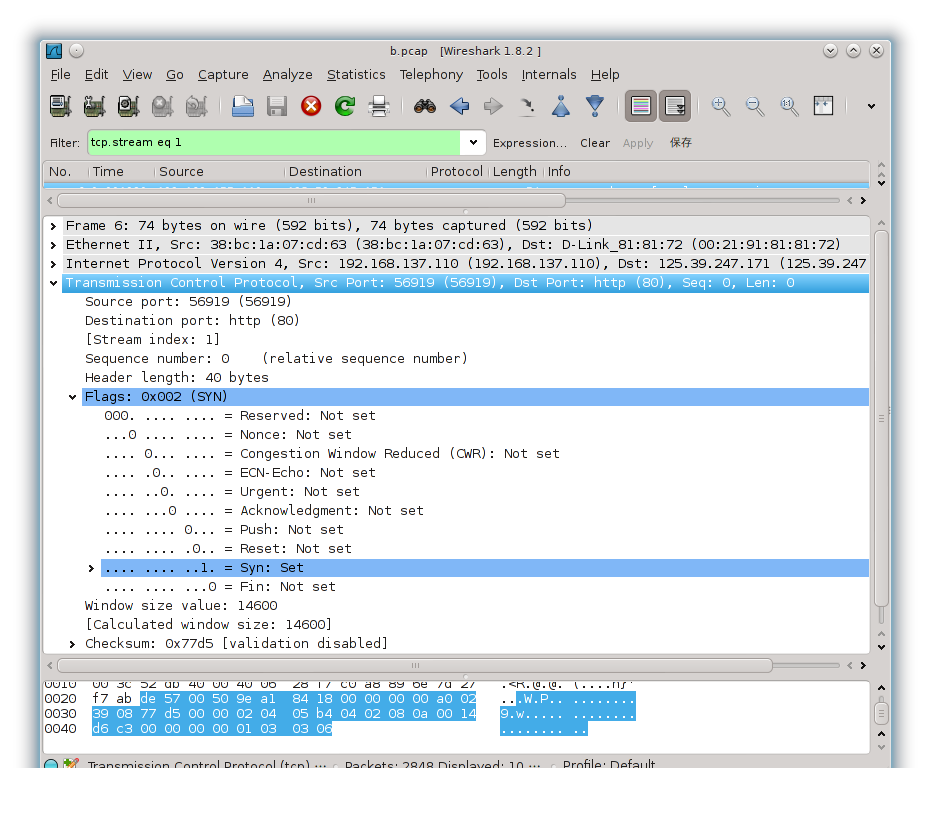 b.pcap   [Wireshark 1.8.2 ]
File Edit View Go Capture Analyze Statistics Telephony Tools Internals Help
Filter: tcp.stream eq 1 Expression... Clear Apply 保存
No. Time Source Destination Protocol Length Info
Frame 6: 74 bytes on wire (592 bits), 74 bytes captured (592 bits)
Ethernet II, Src: 38:bc:1a:07:cd:63 (38:bc:1a:07:cd:63), Dst: D-Link_81:81:72 (00:21:91:81:81:72)
Internet Protocol Version 4, Src: 192.168.137.110 (192.168.137.110), Dst: 125.39.247.171 (125.39.247
Transmission Control Protocol, Src Port: 56919 (56919), Dst Port: http (80), Seq: 0, Len: 0
Source port: 56919 (56919)
Destination port: http (80)
[Stream index: 1]
Sequence number: 0    (relative sequence number)
Header length: 40 bytes
Flags: 0x002 (SYN)
000. .... .... = Reserved: Not set
...0 .... .... = Nonce: Not set
.... 0... .... = Congestion Window Reduced (CWR): Not set
.... .0.. .... = ECN-Echo: Not set
.... ..0. .... = Urgent: Not set
.... ...0 .... = Acknowledgment: Not set
.... .... 0... = Push: Not set
.... .... .0.. = Reset: Not set
.... .... ..1. = Syn: Set
.... .... ...0 = Fin: Not set
Window size value: 14600
[Calculated window size: 14600]
Checksum: 0x77d5 [validation disabled]
0010 00 3c 52 db 40 00 40 06 28 f7 c0 a8 89 6e 7d 27 .<R.@.@. (....n}'
0020 f7 ab de 57 00 50 9e a1 84 18 00 00 00 00 a0 02 ...W.P.. ........
0030 39 08 77 d5 00 00 02 04 05 b4 04 02 08 0a 00 14 9.w..... ........
0040 d6 c3 00 00 00 00 01 03 03 06 ........ ..
Transmission Control Protocol (tcp) ... Packets: 2848 Displayed: 10 ... Profile: Default